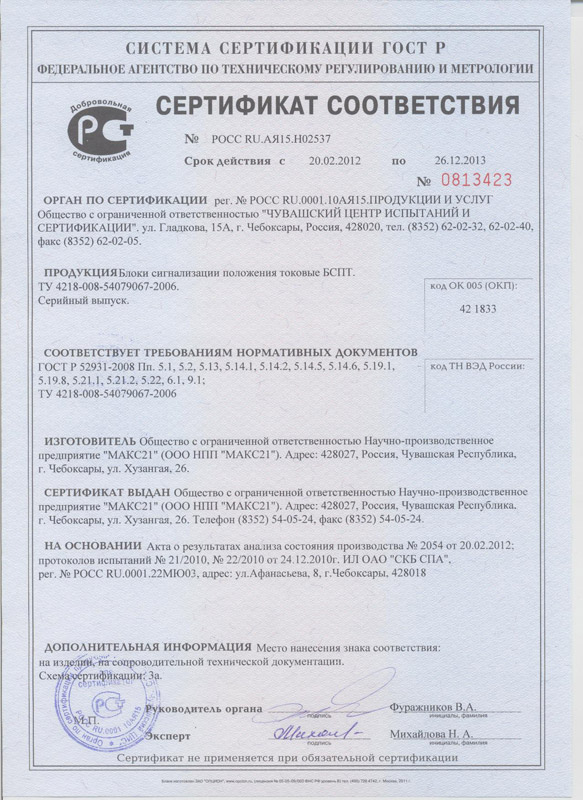 СИСТЕМА СЕРТИФИКАЦИИ ГОСТ Р
ФЕДЕРАЛЬНОЕ АГЕНТСТВО ПО ТЕХНИЧЕСКОМУ РЕГУЛИРОВАНИЮ И МЕТРОЛОГИИ
Добровольная
РСТ
сертификация
СЕРТИФИКАТ СООТВЕТСТВИЯ
№ РОСС RU.АЯ15.Н02537
Срок действия с 20.02.2012 по 26.12.2013
№ 0813423
ОРГАН ПО СЕРТИФИКАЦИИ рег. № РОСС RU.0001.10АЯ15.ПРОДУКЦИИ И УСЛУГ
Общество с ограниченной ответственностью "ЧУВАШСКИЙ ЦЕНТР ИСПЫТАНИЙ И
СЕРТИФИКАЦИИ". ул. Гладкова, 15А, г. Чебоксары, Россия, 428020, тел. (8352) 62-02-32, 62-02-40,
факс (8352) 62-02-05.
ПРОДУКЦИЯ Блоки сигнализации положения токовые БСПТ.
ТУ 4218-008-54079067-2006.
Серийный выпуск.
код ОК 005 (ОКП):
42 1833
СООТВЕТСТВУЕТ ТРЕБОВАНИЯМ НОРМАТИВНЫХ ДОКУМЕНТОВ
ГОСТ Р 52931-2008 Пп. 5.1, 5.2, 5.13, 5.14.1, 5.14.2, 5.14.5, 5.14.6, 5.19.1,
5.19.8, 5.21.1, 5.21.2, 5.22, 6.1, 9.1;
ТУ 4218-008-54079067-2006
код ТН ВЭД России:
ИЗГОТОВИТЕЛЬ Общество с ограниченной ответственностью Научно-производственное
предприятие "МАКС21" (ООО НПП "МАКС21"). Адрес: 428027, Россия, Чувашская Республика,
г. Чебоксары, ул. Хузангая, 26.
СЕРТИФИКАТ ВЫДАН Общество с ограниченной ответственностью Научно-производственное
предприятие "МАКС21" (ООО НПП "МАКС21"). Адрес: 428027, Россия, Чувашская Республика,
г. Чебоксары, ул. Хузангая, 26. Телефон (8352) 54-05-24, факс (8352) 54-05-24.
НА ОСНОВАНИИ Акта о результатах анализа состояния производства № 2054 от 20.02.2012;
протоколов испытаний № 21/2010, № 22/2010 от 24.12.2010г. ИЛ ОАО "СКБ СПА",
рег. № РОСС RU.0001.22МЮ03, адрес: ул.Афанасьева, 8, г.Чебоксары, 428018
ДОПОЛНИТЕЛЬНАЯ ИНФОРМАЦИЯ Место нанесения знака соответствия:
на изделии, на сопроводительной технической документации.
Схема сертификации: 3а.
М.П.
Руководитель органа
подпись
Фуражников В.А.
инициалы, фамилия
Эксперт
подпись
Михайлова Н. А.
инициалы, фамилия
Сертификат не применяется при обязательной сертификации